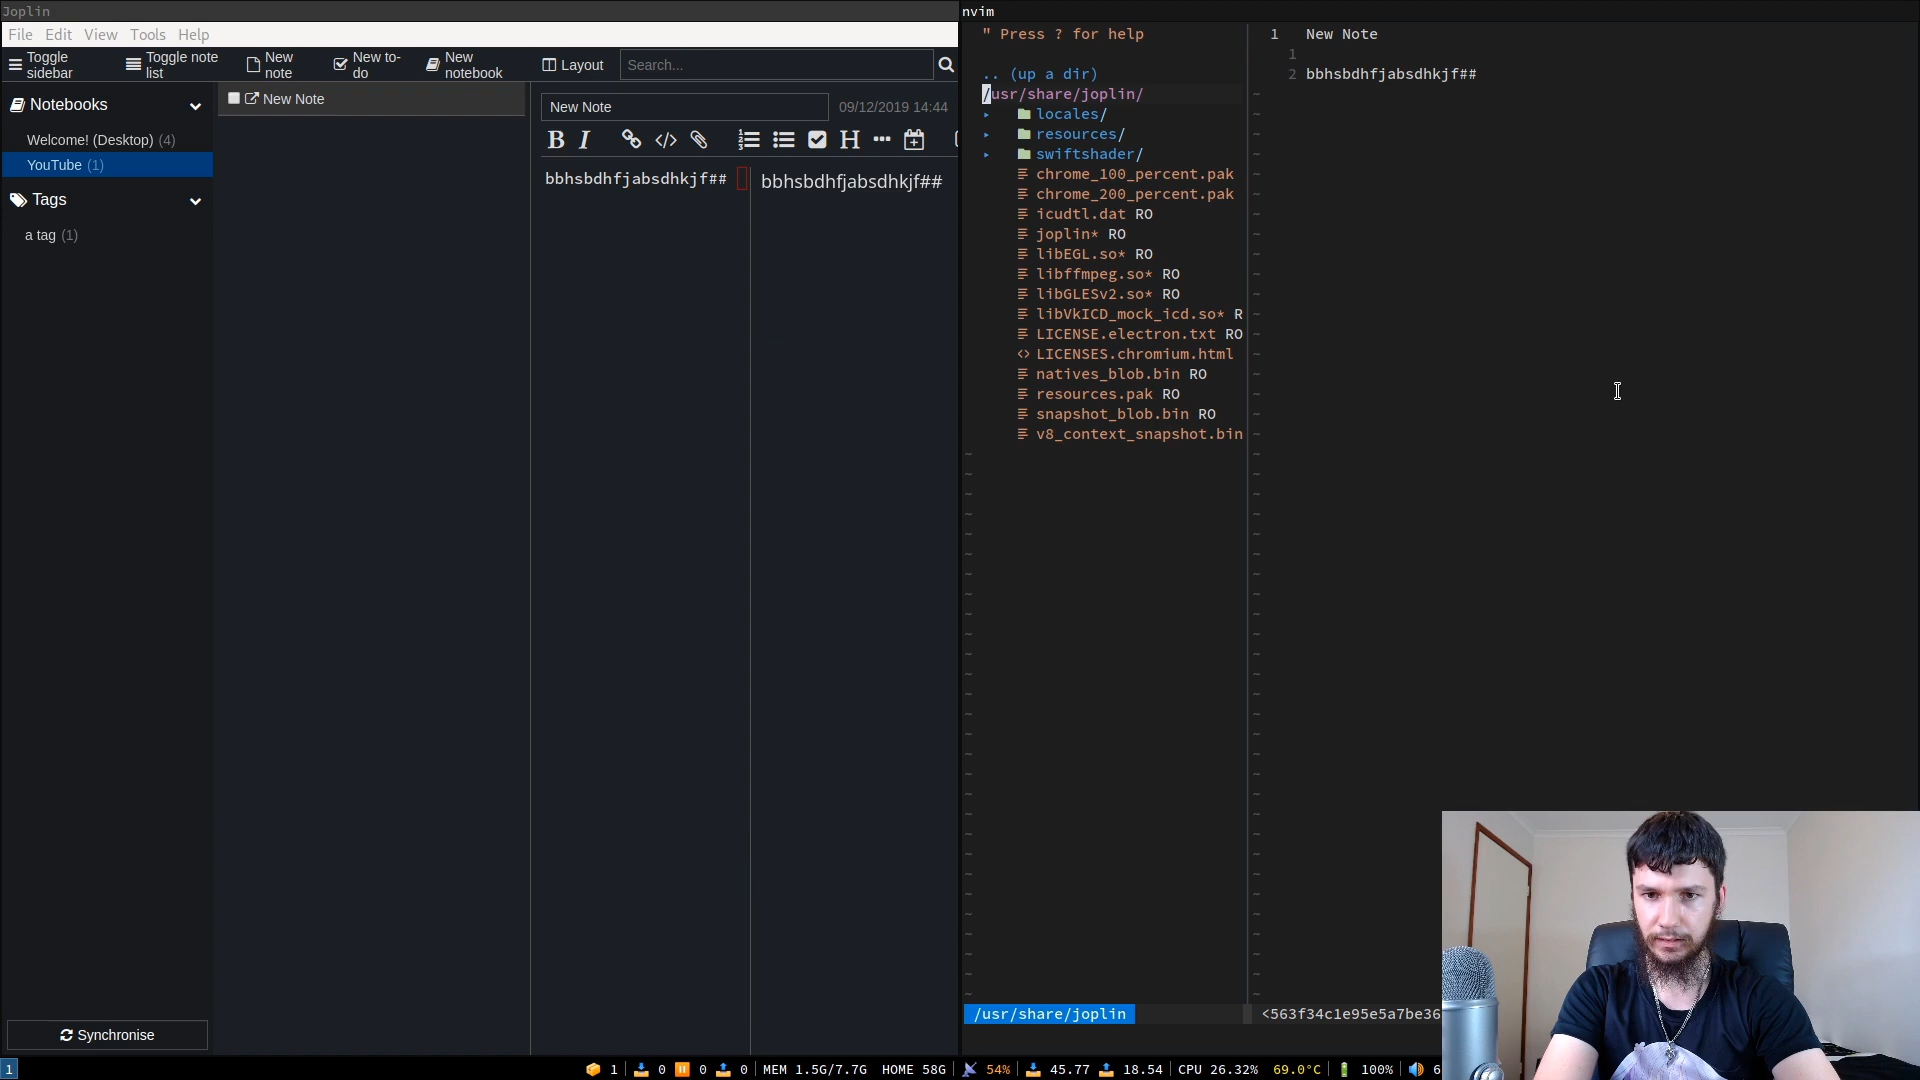 Joplin
File Edit View Tools Help
Toggle sidebar
Toggle note list
New note
New to-do
New notebook
Layout
Search...
Notebooks
Welcome! (Desktop) (4)
YouTube (1)
Tags
a tag (1)
Synchronise
New Note
New Note
09/12/2019 14:44
B I </> H
bbhsbdhfjabsdhkjf##
bbhsbdhfjabsdhkjf##
nvim
" Press ? for help
.. (up a dir)
/usr/share/joplin/
▸ locales/
▸ resources/
▸ swiftshader/
chrome_100_percent.pak
chrome_200_percent.pak
icudtl.dat RO
joplin* RO
libEGL.so* RO
libffmpeg.so* RO
libGLESv2.so* RO
libVkICD_mock_icd.so* R
LICENSE.electron.txt RO
<> LICENSES.chromium.html
natives_blob.bin RO
resources.pak RO
snapshot_blob.bin RO
v8_context_snapshot.bin
/usr/share/joplin
1 New Note
1
2 bbhsbdhfjabsdhkjf##
<563f34c1e95e5a7be36
1
1 | 0 0 0 | MEM 1.5G/7.7G HOME 58G | 54% | 45.77 18.54 | CPU 26.32% 69.0°C | 100% | 6